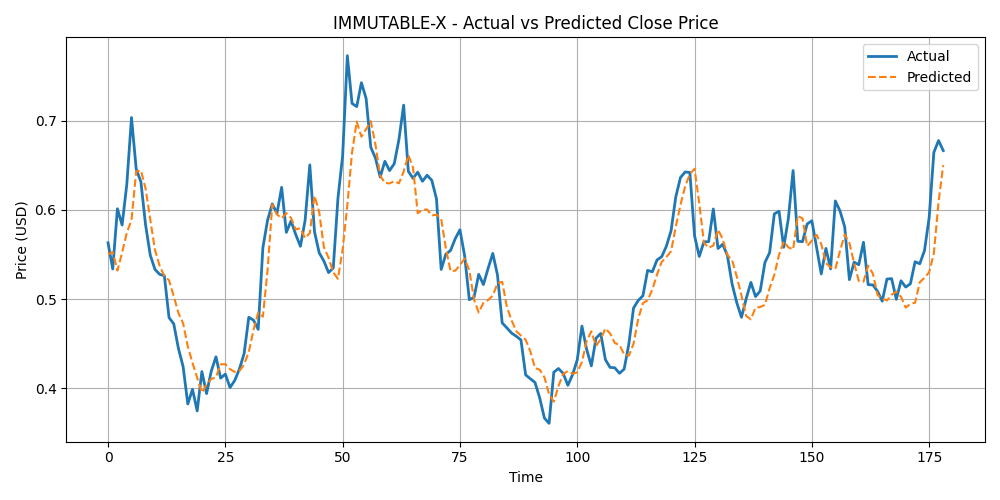 IMMUTABLE-X - Actual vs Predicted Close Price
Actual
Predicted
Price (USD)
0.7
0.6
0.5
0.4
0 25 50 75 100 125 150 175
Time